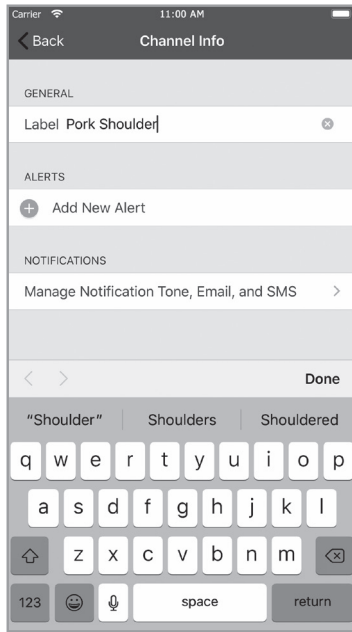 Carrier 11:00 AM
Back Channel Info
GENERAL
Label Pork Shoulder
ALERTS
Add New Alert
NOTIFICATIONS
Manage Notification Tone, Email, and SMS
Done
“Shoulder” Shoulders Shouldered
q w e r t y u i o p
a s d f g h j k l
z x c v b n m
123 space return